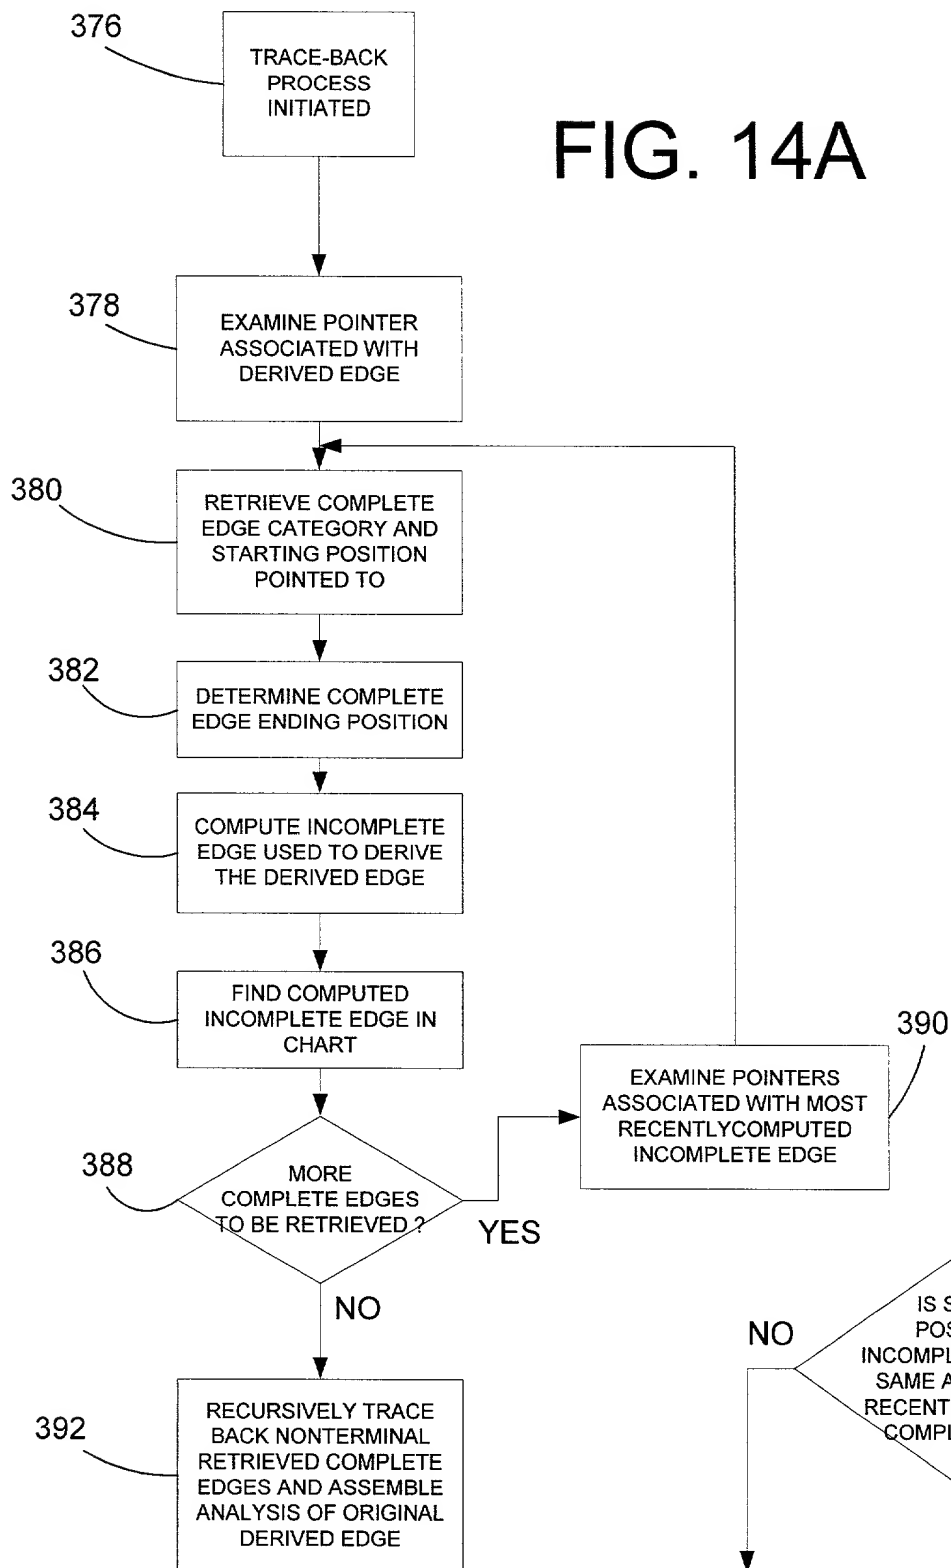 376
TRACE-BACK
PROCESS
INITIATED
FIG. 14A
378
EXAMINE POINTER
ASSOCIATED WITH
DERIVED EDGE
380
RETRIEVE COMPLETE
EDGE CATEGORY AND
STARTING POSITION
POINTED TO
382
DETERMINE COMPLETE
EDGE ENDING POSITION
384
COMPUTE INCOMPLETE
EDGE USED TO DERIVE
THE DERIVED EDGE
386
FIND COMPUTED
INCOMPLETE EDGE IN
CHART
390
EXAMINE POINTERS
ASSOCIATED WITH MOST
RECENTLYCOMPUTED
INCOMPLETE EDGE
388
MORE
COMPLETE EDGES
TO BE RETRIEVED ?
YES
NO
392
RECURSIVELY TRACE
BACK NONTERMINAL
RETRIEVED COMPLETE
EDGES AND ASSEMBLE
ANALYSIS OF ORIGINAL
DERIVED EDGE
NO
IS
SAME
RECENT